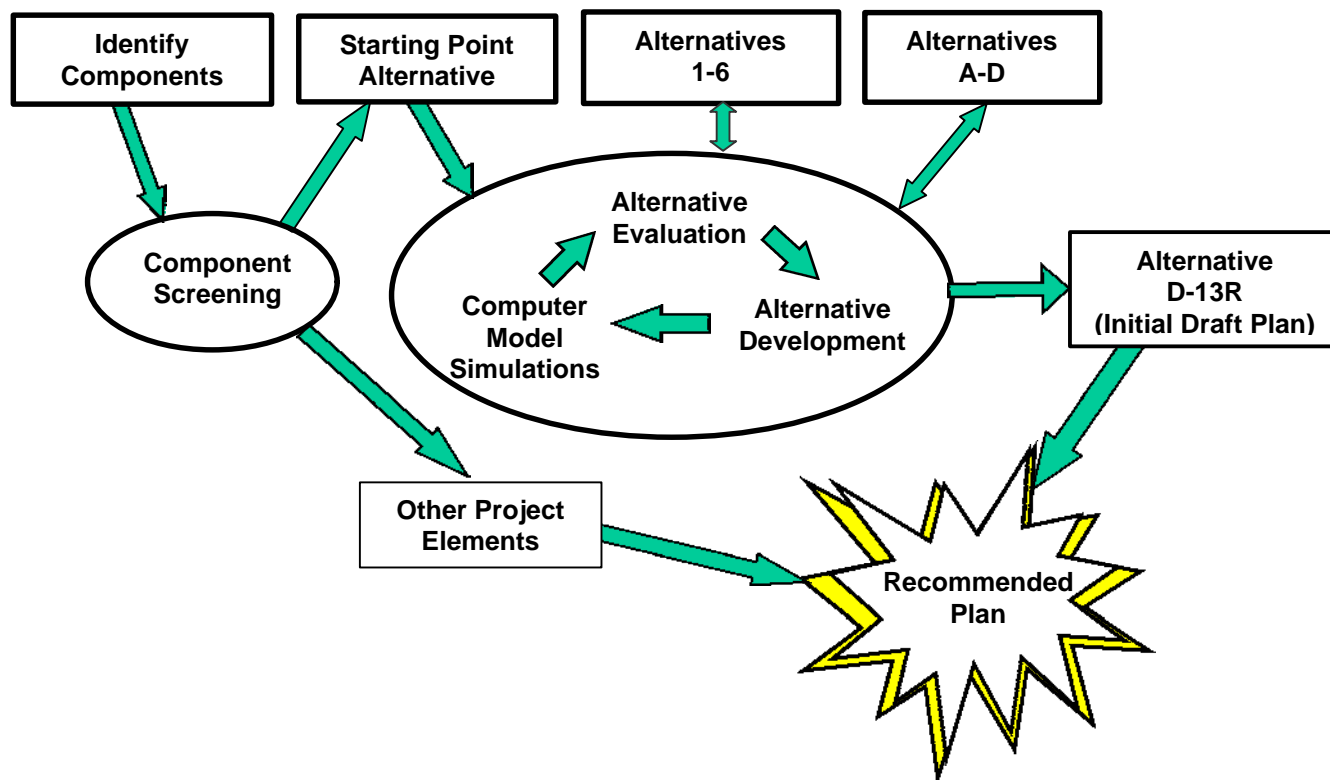 Identify
Components
Starting Point
Alternative
Alternatives
1-6
Alternatives
A-D
Component
Screening
Alternative
Evaluation
Computer
Model
Simulations
Alternative
Development
Alternative
D-13R
(Initial Draft Plan)
Other Project
Elements
Recommended
Plan